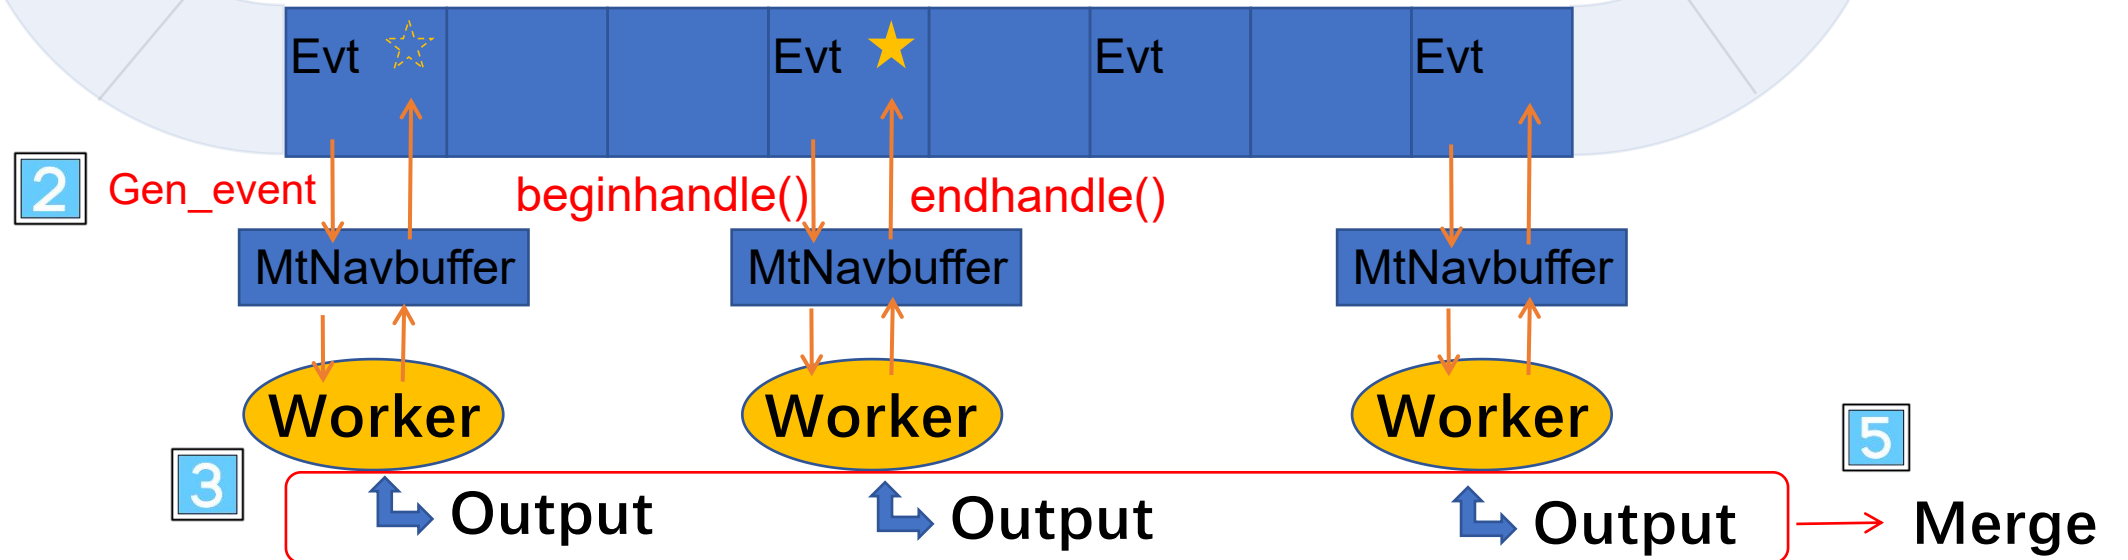 Evt
Evt
Evt
Evt
2
Gen_event
beginhandle()
endhandle()
MtNavbuffer
MtNavbuffer
MtNavbuffer
Worker
Worker
Worker
5
3
Output
Output
Output
Merge